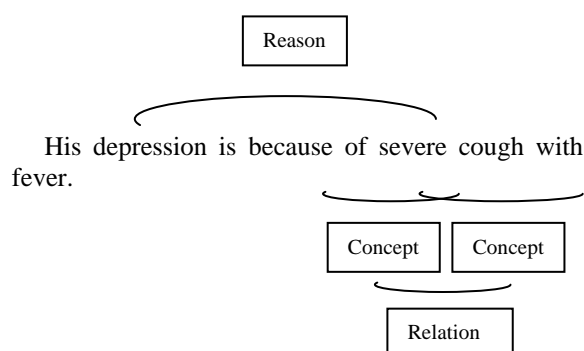 Reason
His depression is because of severe cough with
fever.
Concept Concept
Relation